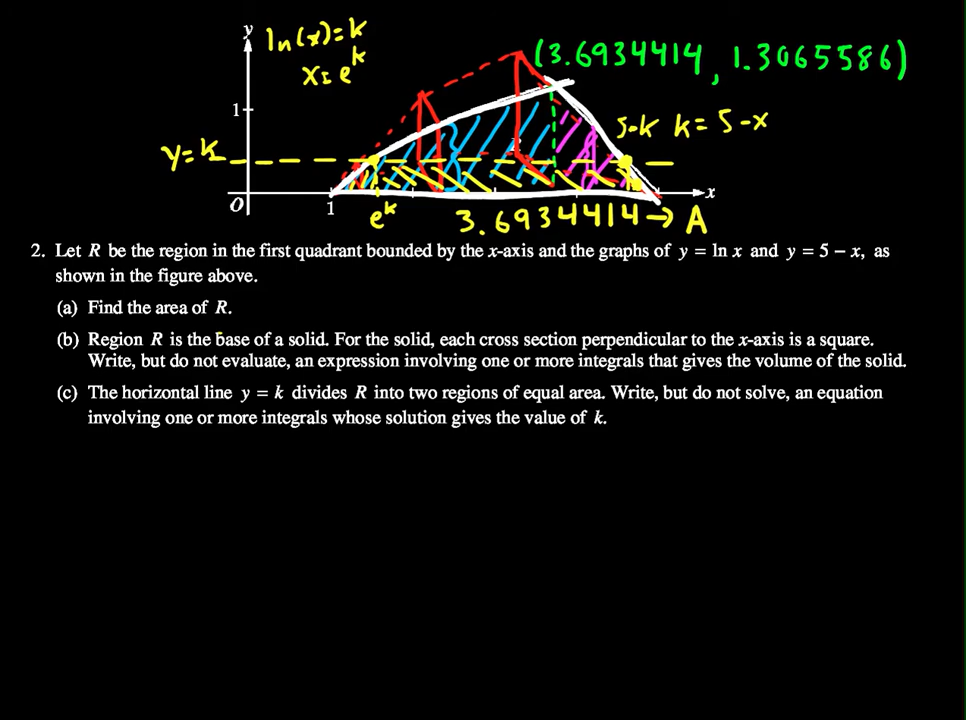 y
ln(x)=k
x=e^k
(3.6934414, 1.3065586)
1
5-k k=5-x
y=k
R
O
1
x
e^k
3.6934414→A
2. Let R be the region in the first quadrant bounded by the x-axis and the graphs of y = ln x and y = 5 – x, as
shown in the figure above.
(a) Find the area of R.
(b) Region R is the base of a solid. For the solid, each cross section perpendicular to the x-axis is a square.
Write, but do not evaluate, an expression involving one or more integrals that gives the volume of the solid.
(c) The horizontal line y = k divides R into two regions of equal area. Write, but do not solve, an equation
involving one or more integrals whose solution gives the value of k.